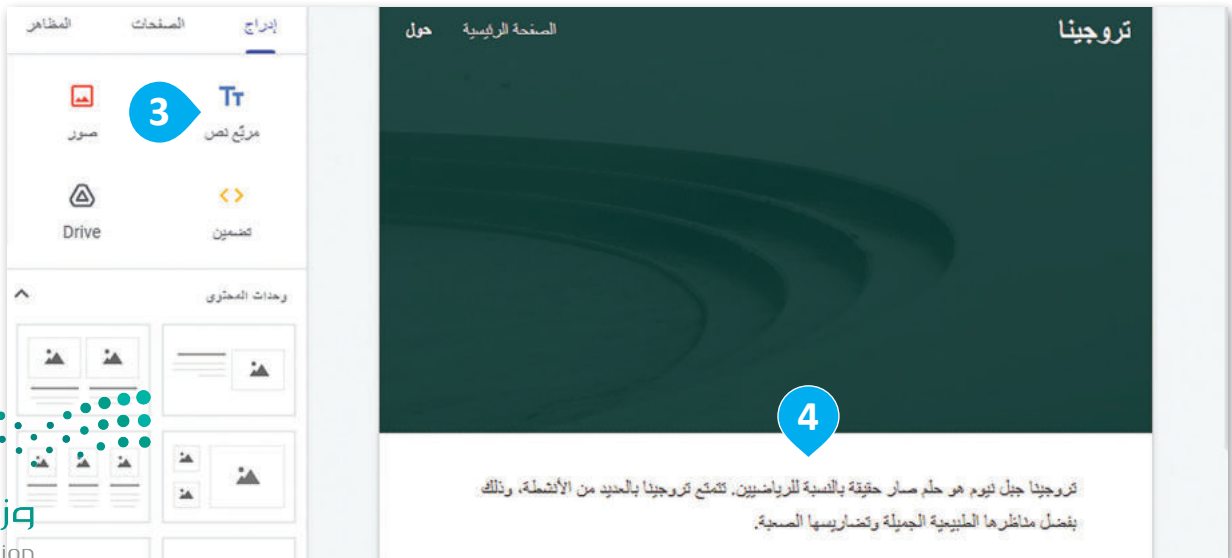 تروجينا
الصفحة الرئيسية حول
إدراج الصفحات المظاهر
3
مربّع نص صور
تضمين Drive
وحدات المحتوى
4
تروجينا جبل نيوم هو حلم صار حقيقة بالنسبة للرياضيين. تتمتع تروجينا بالعديد من الأنشطة، وذلك
بفضل مناظرها الطبيعية الجميلة وتضاريسها الصعبة.